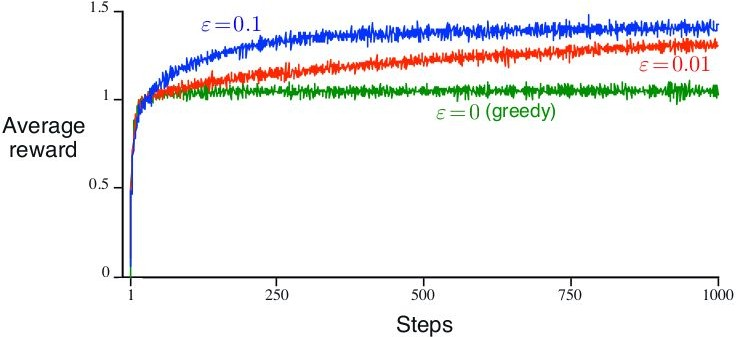 1.5
ε=0.1
ε=0.01
1
ε=0 (greedy)
Average
reward
0.5
0
1
250
500
750
1000
Steps